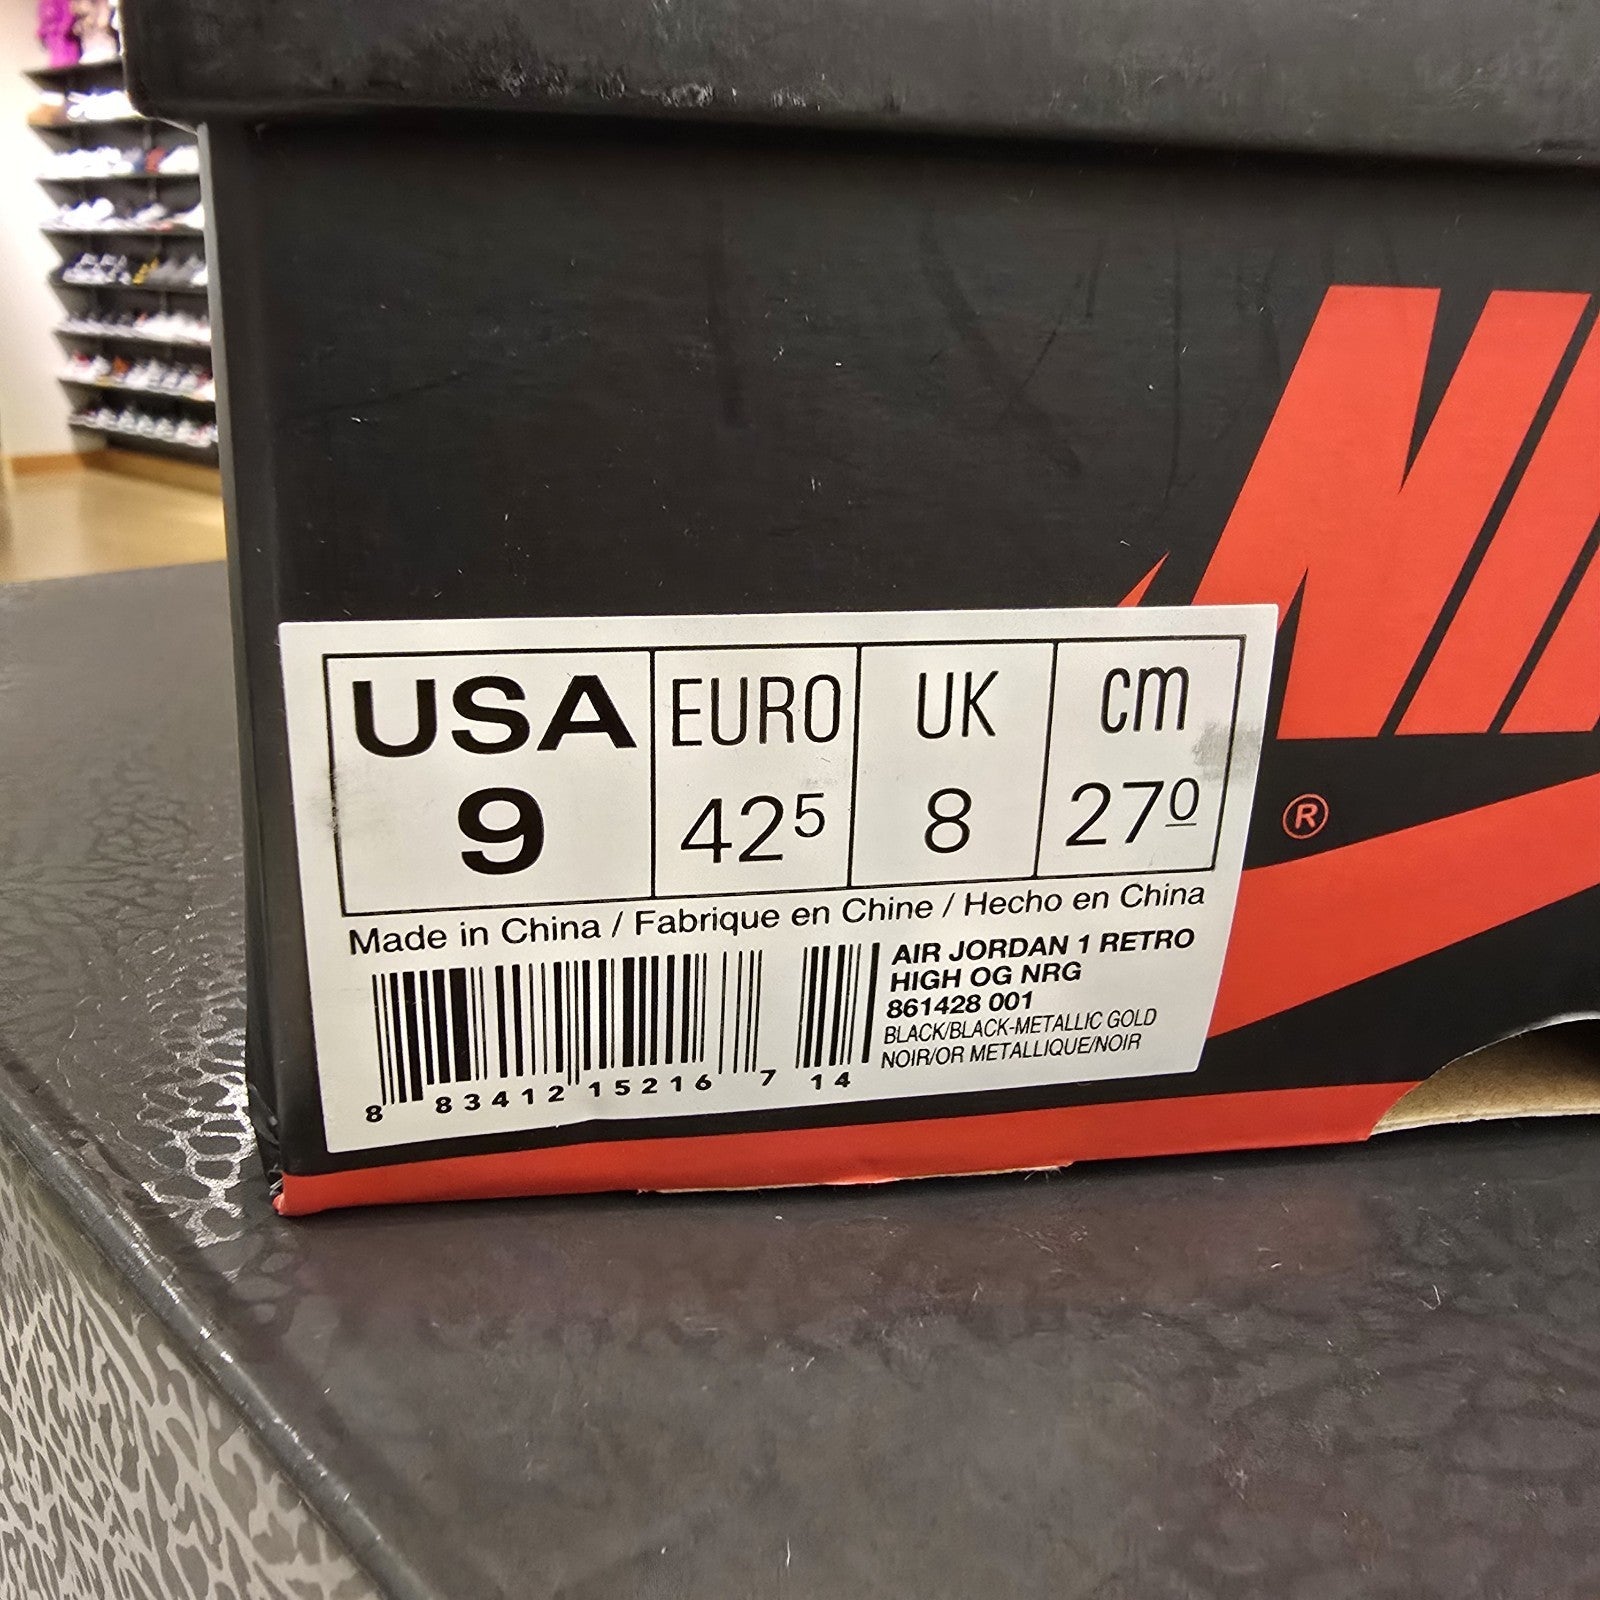 NI
®
USA EURO UK cm
9 42⁵ 8 27⁰
Made in China / Fabrique en Chine / Hecho en China
AIR JORDAN 1 RETRO
HIGH OG NRG
861428 001
BLACK/BLACK-METALLIC GOLD
NOIR/OR METALLIQUE/NOIR
8 83412 15216 7 14